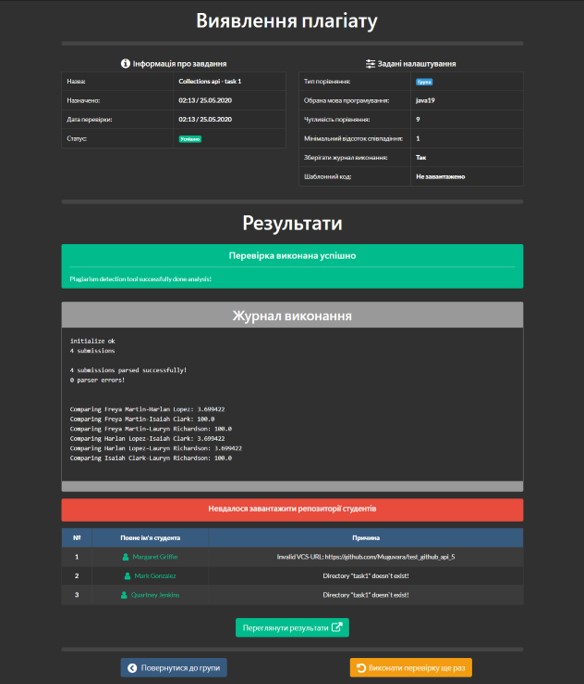 Виявлення плагіату
Інформація про завдання
Назва: Collections api - task 1
Назначено: 02:13 / 25.05.2020
Дата перевірки: 02:13 / 25.05.2020
Статус: Успішно
Задані налаштування
Тип порівняння: Група
Обрана мова програмування: java19
Чутливість порівняння: 9
Мінімальний відсоток співпадіння: 1
Зберігати журнал виконання: Так
Шаблонний код: Не завантажено
Результати
Перевірка виконана успішно
Plagiarism detection tool successfully done analysis!
Журнал виконання
initialize ok
4 submissions
4 submissions parsed successfully!
0 parser errors!
Comparing Freya Martin-Harlan Lopez: 3.699422
Comparing Freya Martin-Isaiah Clark: 100.0
Comparing Freya Martin-Lauryn Richardson: 100.0
Comparing Harlan Lopez-Isaiah Clark: 3.699422
Comparing Harlan Lopez-Lauryn Richardson: 3.699422
Comparing Isaiah Clark-Lauryn Richardson: 100.0
Невдалося завантажити репозиторії студентів
№ Повне ім'я студента Причина
1 Margaret Griffin Invalid VCS-URL: https://jithub.com/Muguvara/test_github_api_5
2 Mark Gonzalez Directory "task1" doesn`t exist!
3 Quortney Jenkins Directory "task1" doesn`t exist!
Переглянути результати
Повернутися до групи
Виконати перевірку ще раз